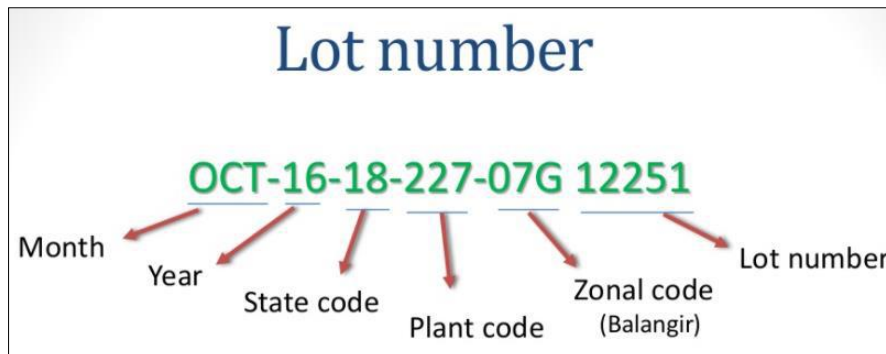 Lot number
OCT-16-18-227-07G 12251
Month
Year
State code
Plant code
Zonal code
(Balangir)
Lot number